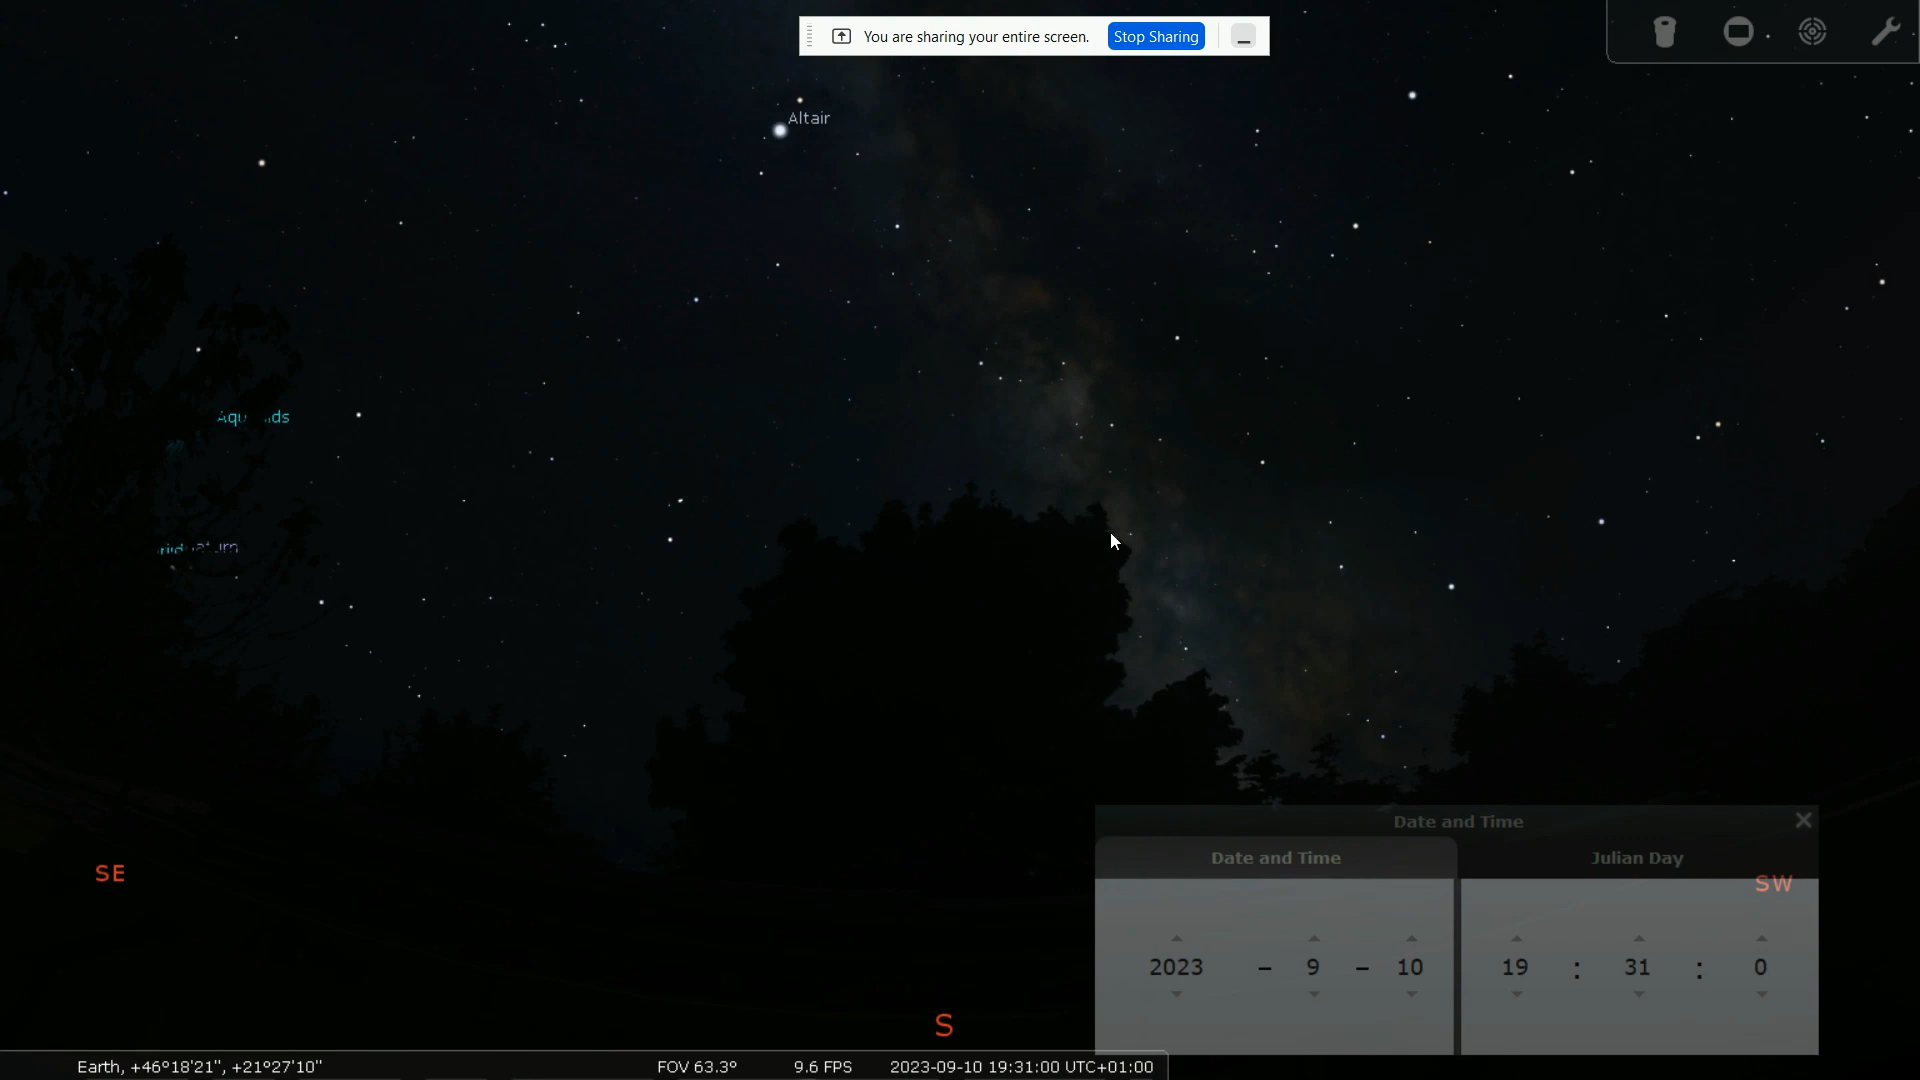 You are sharing your entire screen. Stop Sharing
Altair
Date and Time
Date and Time Julian Day
SE
SW
2023 - 9 - 10 19 : 31 : 0
S
Earth, +46°18'21", +21°27'10" FOV 63.3° 9.6 FPS 2023-09-10 19:31:00 UTC+01:00